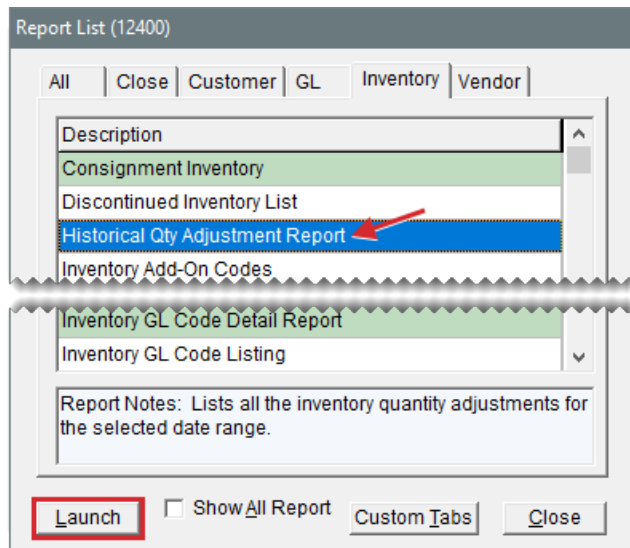 Report List (12400)
All Close Customer GL Inventory Vendor
Description
Consignment Inventory
Discontinued Inventory List
Historical Qty Adjustment Report
Inventory Add-On Codes
Inventory GL Code Detail Report
Inventory GL Code Listing
Report Notes: Lists all the inventory quantity adjustments for
the selected date range.
Launch Show All Report Custom Tabs Close